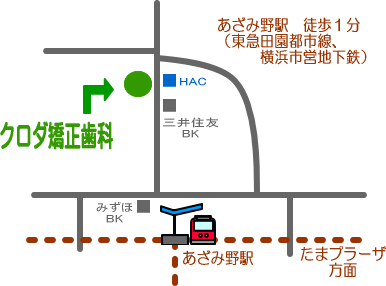 あざみ野駅 徒歩１分
（東急田園都市線、
横浜市営地下鉄）
HAC
三井住友
BK
クロダ矯正歯科
みずほ
BK
あざみ野駅
たまプラーザ
方面